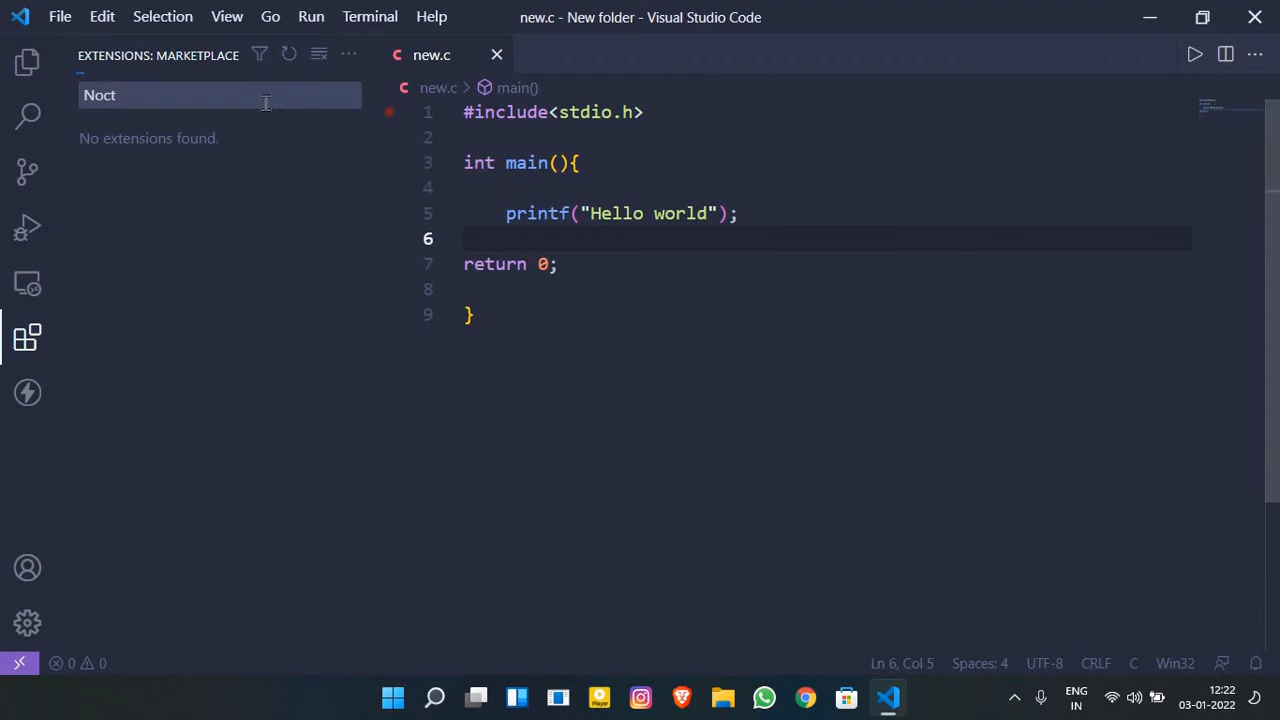 File Edit Selection View Go Run Terminal Help new.c - New folder - Visual Studio Code
EXTENSIONS: MARKETPLACE
Noct
No extensions found.
new.c
new.c > main()
1 #include<stdio.h>
2
3 int main(){
4
5 printf("Hello world");
6
7 return 0;
8
9 }
0 0 Ln 6, Col 5 Spaces: 4 UTF-8 CRLF C Win32
Player
ENG
IN
12:22
03-01-2022